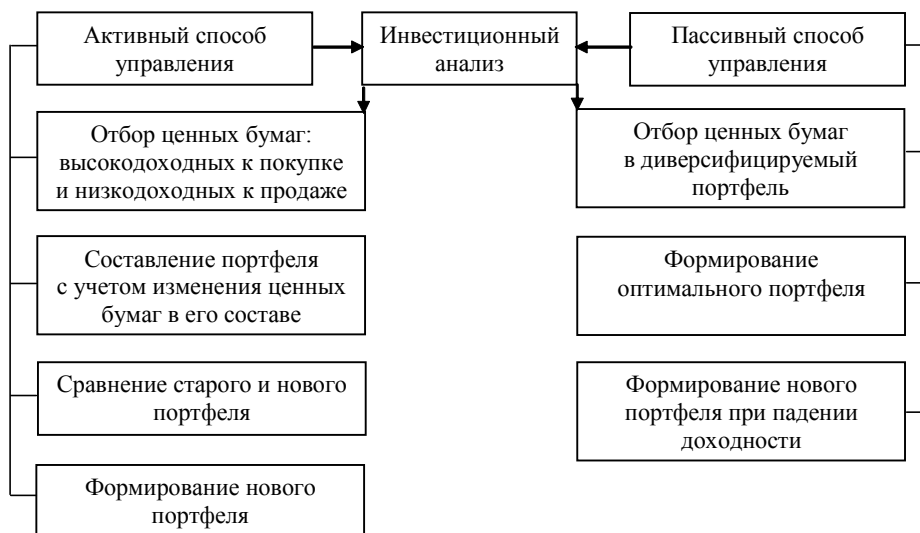 Активный способ
управления
Инвестиционный
анализ
Пассивный способ
управления
Отбор ценных бумаг:
высокодоходных к покупке
и низкодоходных к продаже
Отбор ценных бумаг
в диверсифицируемый
портфель
Составление портфеля
с учетом изменения ценных
бумаг в его составе
Формирование
оптимального портфеля
Сравнение старого и нового
портфеля
Формирование нового
портфеля при падении
доходности
Формирование нового
портфеля